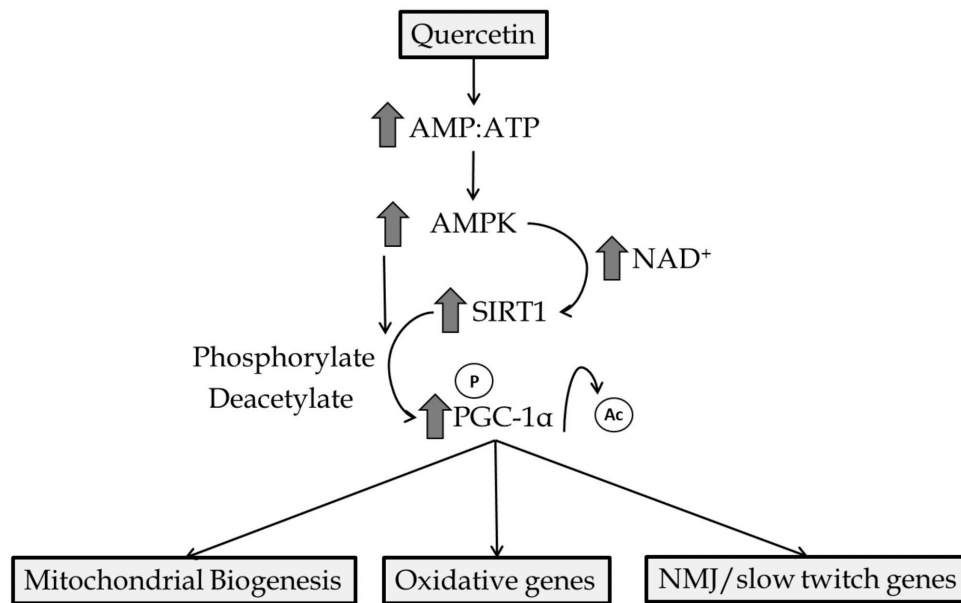 Quercetin
AMP:ATP
AMPK
NAD⁺
SIRT1
Phosphorylate
Deacetylate
P
PGC-1α
Ac
Mitochondrial Biogenesis
Oxidative genes
NMJ/slow twitch genes